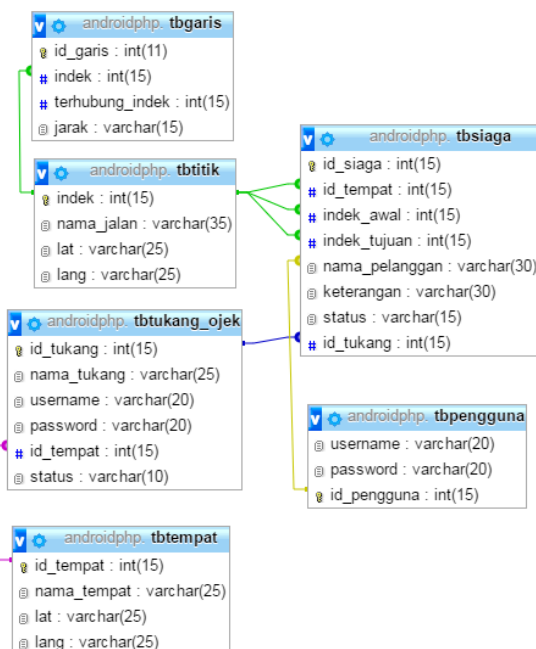 androidphp. tbgaris
id_garis : int(11)
# indek : int(15)
# terhubung_indek : int(15)
jarak : varchar(15)
androidphp. tbtitik
indek : int(15)
nama_jalan : varchar(35)
lat : varchar(25)
lang : varchar(25)
androidphp. tbsiaga
id_siaga : int(15)
# id_tempat : int(15)
# indek_awal : int(15)
# indek_tujuan : int(15)
nama_pelanggan : varchar(30)
keterangan : varchar(30)
status : varchar(15)
# id_tukang : int(15)
androidphp. tbtukang_ojek
id_tukang : int(15)
nama_tukang : varchar(25)
username : varchar(20)
password : varchar(20)
# id_tempat : int(15)
status : varchar(10)
androidphp. tbpengguna
username : varchar(20)
password : varchar(20)
id_pengguna : int(15)
androidphp. tbtempat
id_tempat : int(15)
nama_tempat : varchar(25)
lat : varchar(25)
lang : varchar(25)